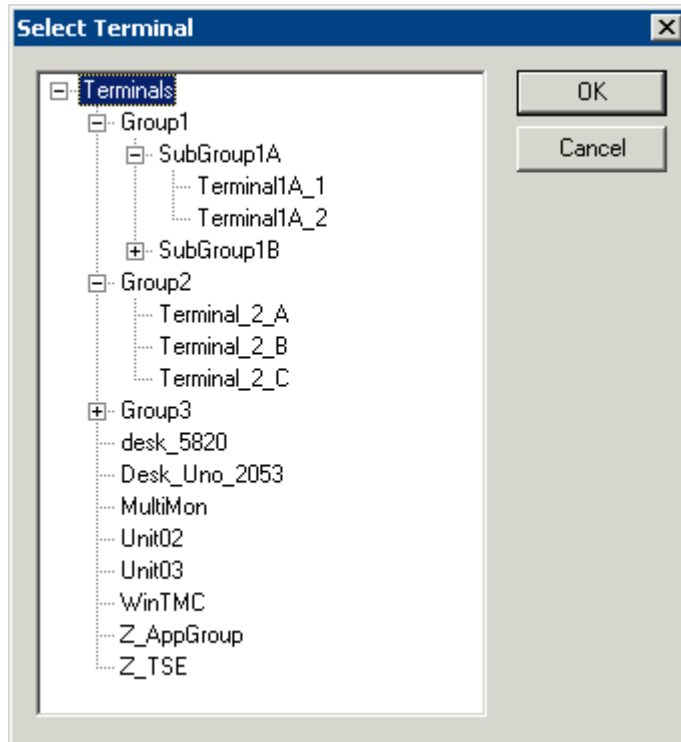 Select Terminal
Terminals
OK
Group1
Cancel
SubGroup1A
Terminal1A_1
Terminal1A_2
SubGroup1B
Group2
Terminal_2_A
Terminal_2_B
Terminal_2_C
Group3
desk_5820
Desk_Uno_2053
MultiMon
Unit02
Unit03
WinTMC
Z_AppGroup
Z_TSE